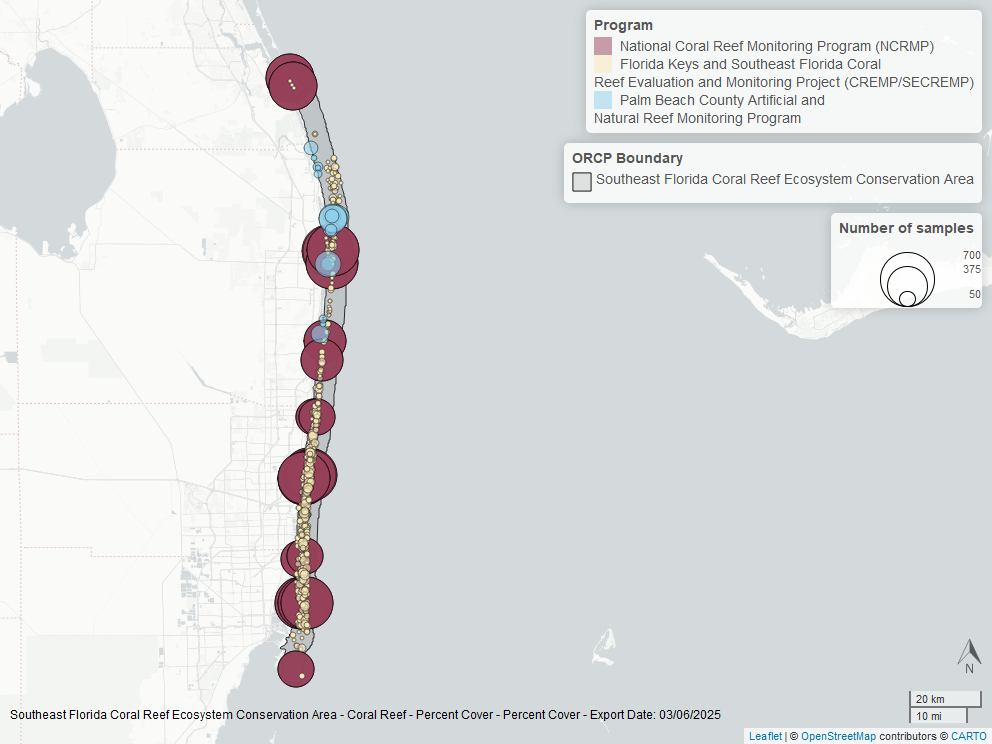 Program
National Coral Reef Monitoring Program (NCRMP)
Florida Keys and Southeast Florida Coral
Reef Evaluation and Monitoring Project (CREMP/SECREMP)
Palm Beach County Artificial and
Natural Reef Monitoring Program
ORCP Boundary
Southeast Florida Coral Reef Ecosystem Conservation Area
Number of samples
700
375
50
N
20 km
10 mi
Southeast Florida Coral Reef Ecosystem Conservation Area - Coral Reef - Percent Cover - Percent Cover - Export Date: 03/06/2025
Leaflet | © OpenStreetMap contributors © CARTO